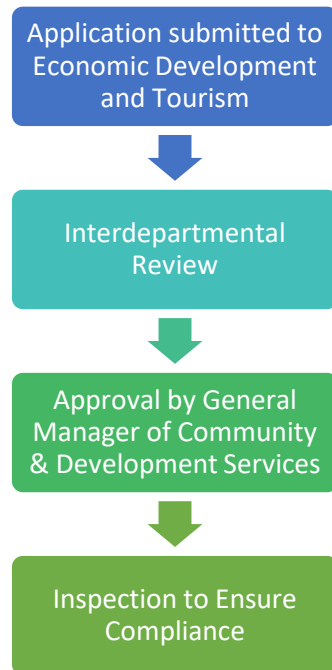 Application submitted to
Economic Development
and Tourism
Interdepartmental
Review
Approval by General
Manager of Community
& Development Services
Inspection to Ensure
Compliance